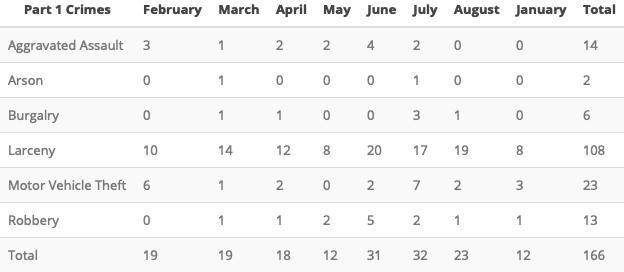 Part 1 Crimes February March April May June July August January Total
Aggravated Assault 3 1 2 2 4 2 0 0 14
Arson 0 1 0 0 0 1 0 0 2
Burgalry 0 1 1 0 0 3 1 0 6
Larceny 10 14 12 8 20 17 19 8 108
Motor Vehicle Theft 6 1 2 0 2 7 2 3 23
Robbery 0 1 1 2 5 2 1 1 13
Total 19 19 18 12 31 32 23 12 166